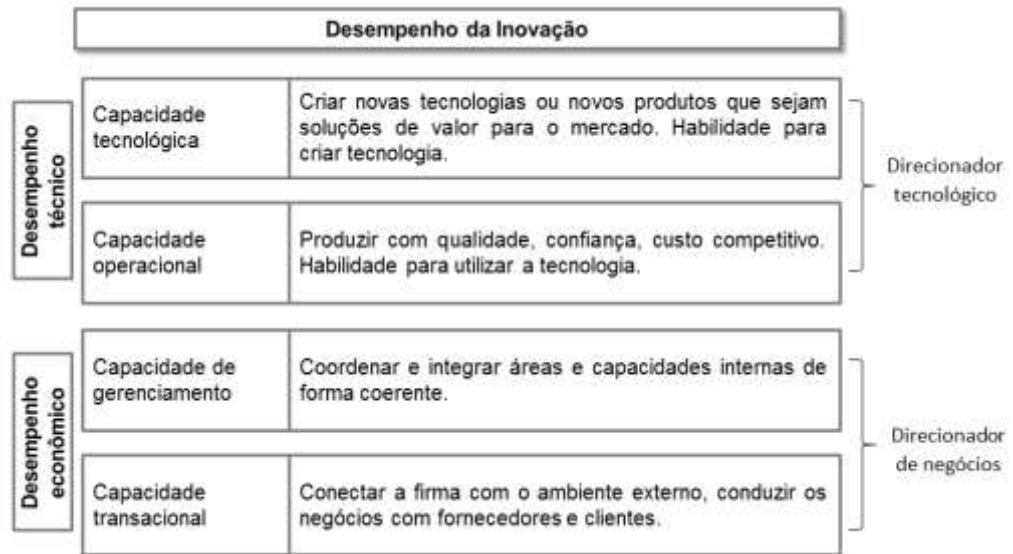 Desempenho da Inovação
Desempenho
técnico
Capacidade
tecnológica
Criar novas tecnologias ou novos produtos que sejam
soluções de valor para o mercado. Habilidade para
criar tecnologia.
Direcionador
tecnológico
Capacidade
operacional
Produzir com qualidade, confiança, custo competitivo.
Habilidade para utilizar a tecnologia.
Desempenho
econômico
Capacidade de
gerenciamento
Coordenar e integrar áreas e capacidades internas de
forma coerente.
Direcionador
de negócios
Capacidade
transacional
Conectar a firma com o ambiente externo, conduzir os
negócios com fornecedores e clientes.